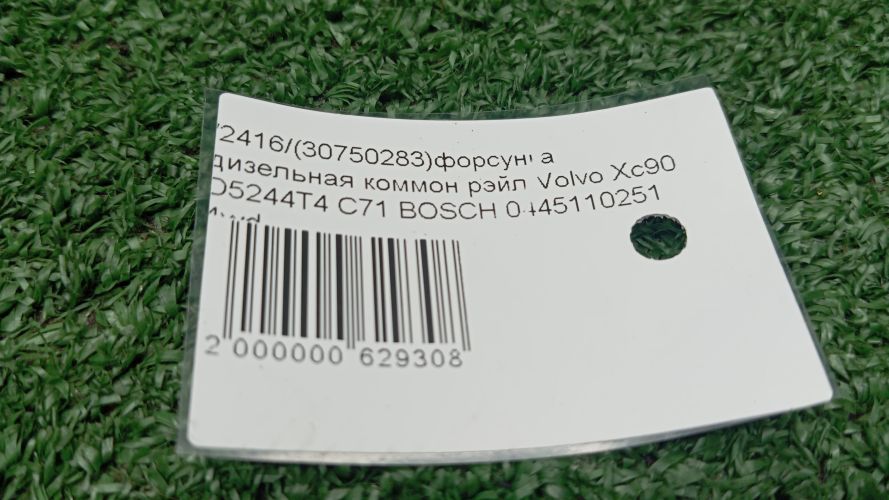 2416/(30750283)форсунка
дизельная коммон рэйл Volvo Xc90
D5244T4 C71 BOSCH 0445110251
2 000000 629308